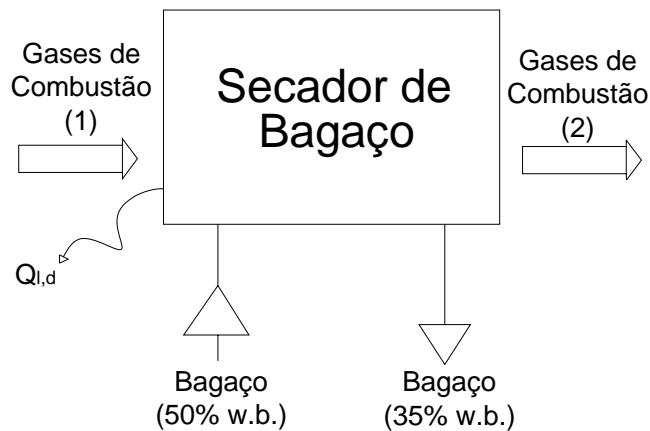 Gases de
Combustão
(1)
Secador de
Bagaço
Gases de
Combustão
(2)
Ql,d
Bagaço
(50% w.b.)
Bagaço
(35% w.b.)